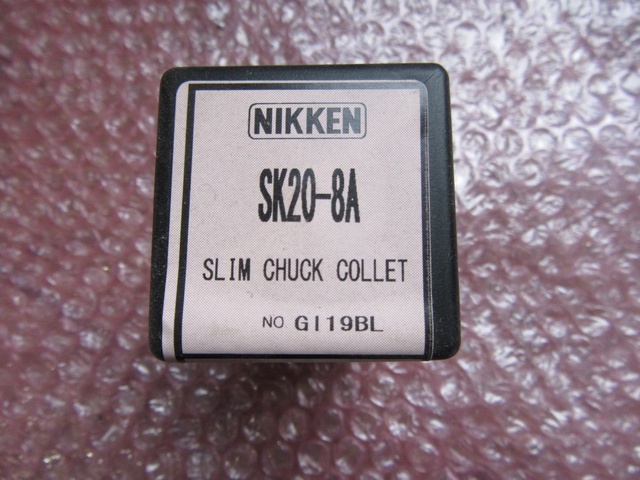 NIKKEN
SK20-8A
SLIM CHUCK COLLET
NO GI19BL